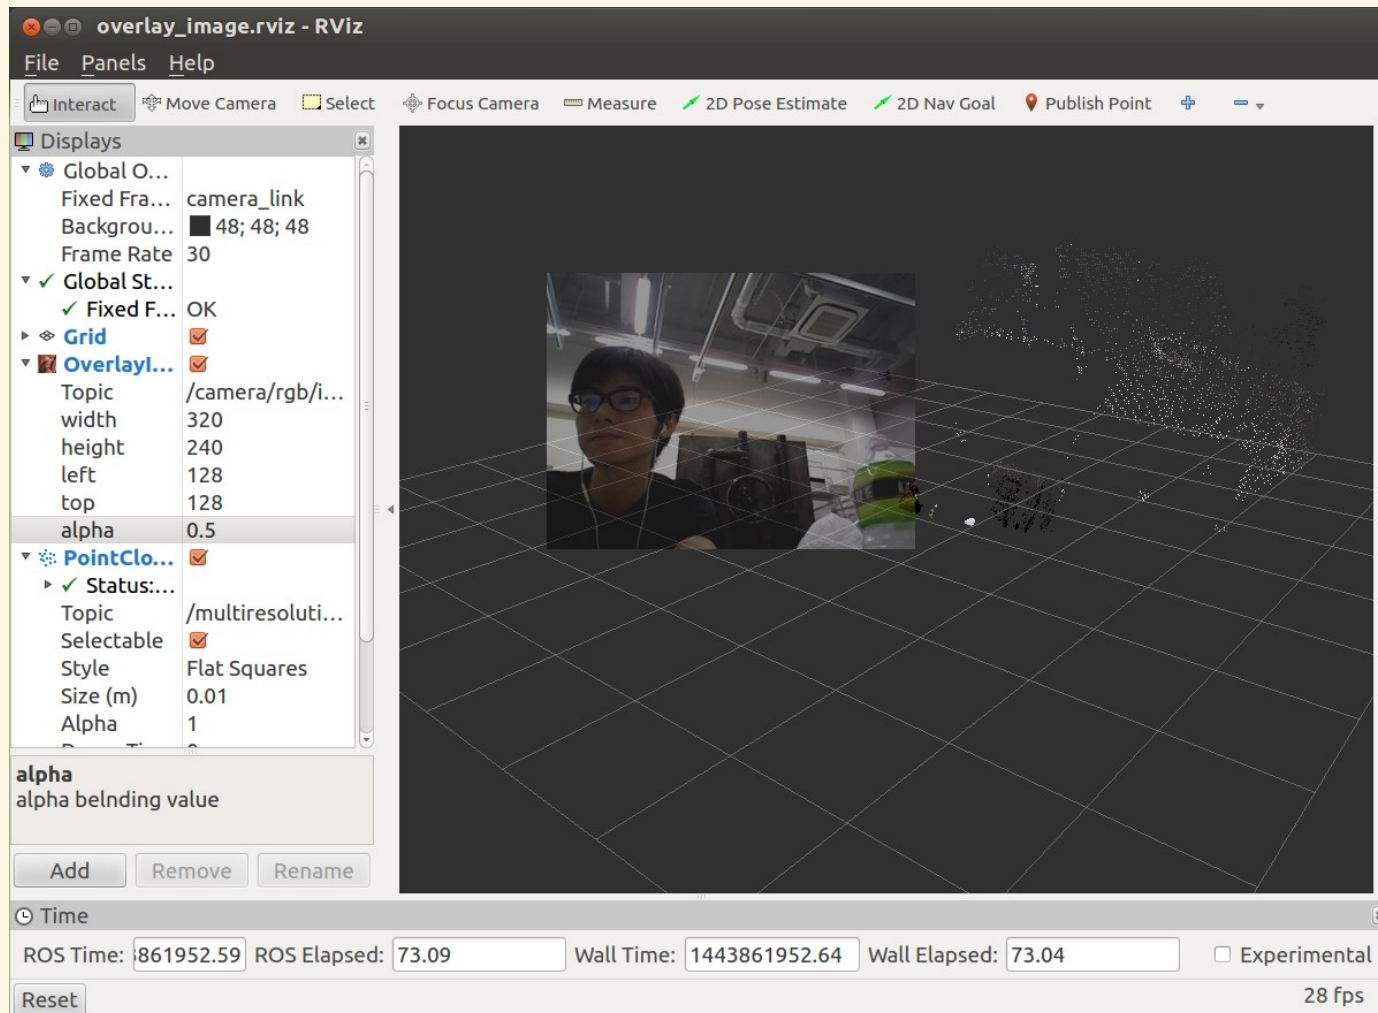 overlay_image.rviz - RViz
File Panels Help
Interact Move Camera Select Focus Camera Measure 2D Pose Estimate 2D Nav Goal Publish Point
Displays
Global O...
Fixed Fra... camera_link
Backgrou... 48; 48; 48
Frame Rate 30
Global St...
Fixed F... OK
Grid
OverlayI...
Topic /camera/rgb/i...
width 320
height 240
left 128
top 128
alpha 0.5
PointClo...
Status:...
Topic /multiresoluti...
Selectable
Style Flat Squares
Size (m) 0.01
Alpha 1
alpha
alpha belnding value
Add Remove Rename
Time
ROS Time: 861952.59 ROS Elapsed: 73.09 Wall Time: 1443861952.64 Wall Elapsed: 73.04 Experimental
Reset 28 fps